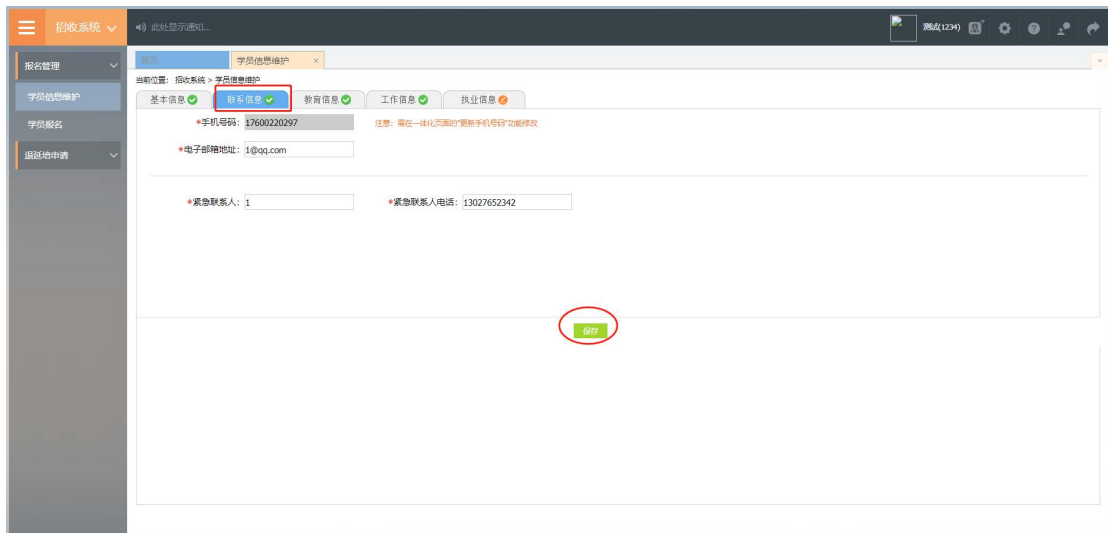 招收系统
此处显示通知...
测试(1234)
报名管理
学员信息维护
学员报名
退延培申请
首页
学员信息维护 ×
当前位置: 招收系统 > 学员信息维护
基本信息
联系信息
教育信息
工作信息
执业信息
*手机号码: 17600220297
注意: 需在一体化页面的"更新手机号码"功能修改
*电子邮箱地址: 1@qq.com
*紧急联系人: 1
*紧急联系人电话: 13027652342
保存